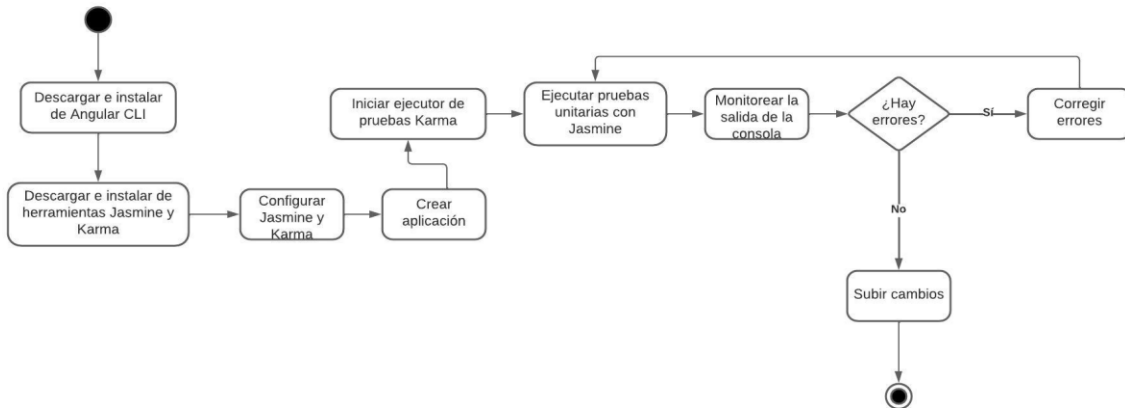 Descargar e instalar
de Angular CLI
Descargar e instalar de
herramientas Jasmine y
Karma
Configurar
Jasmine y
Karma
Crear
aplicación
Iniciar ejecutor de
pruebas Karma
Ejecutar pruebas
unitarias con
Jasmine
Monitorear la
salida de la
consola
¿Hay
errores?
Sí
Corregir
errores
No
Subir cambios